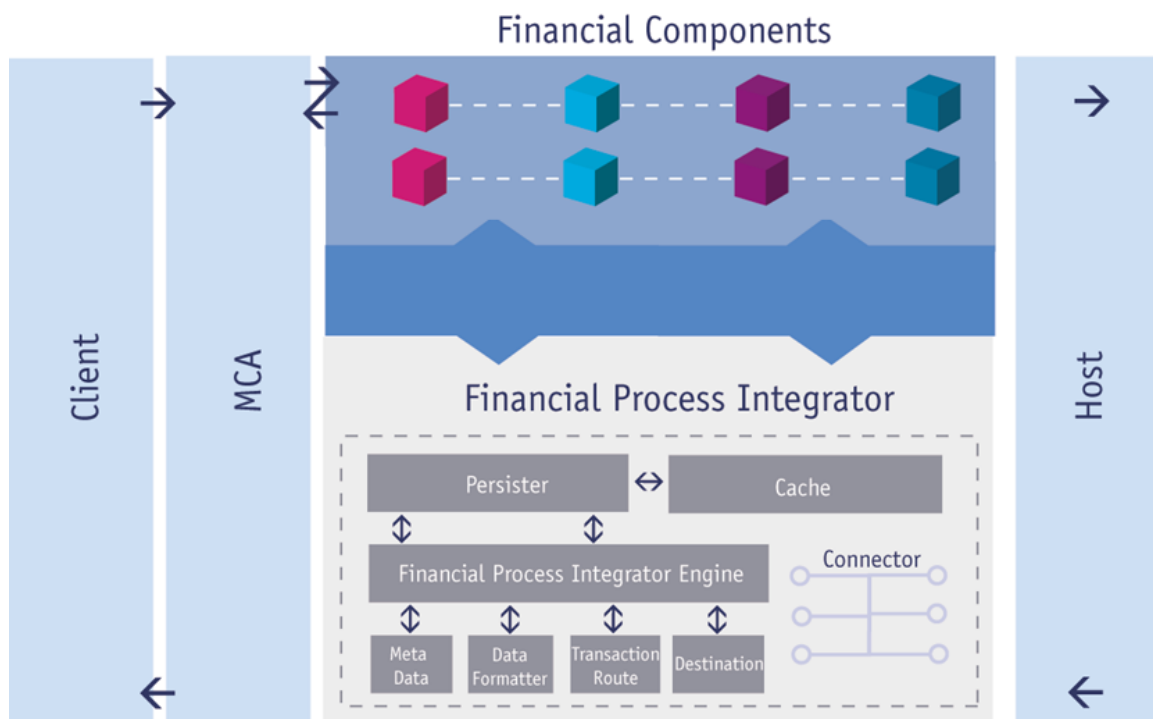 Financial Components
Client
MCA
Host
Financial Process Integrator
Persister
Cache
Financial Process Integrator Engine
Connector
Meta
Data
Data
Formatter
Transaction
Route
Destination